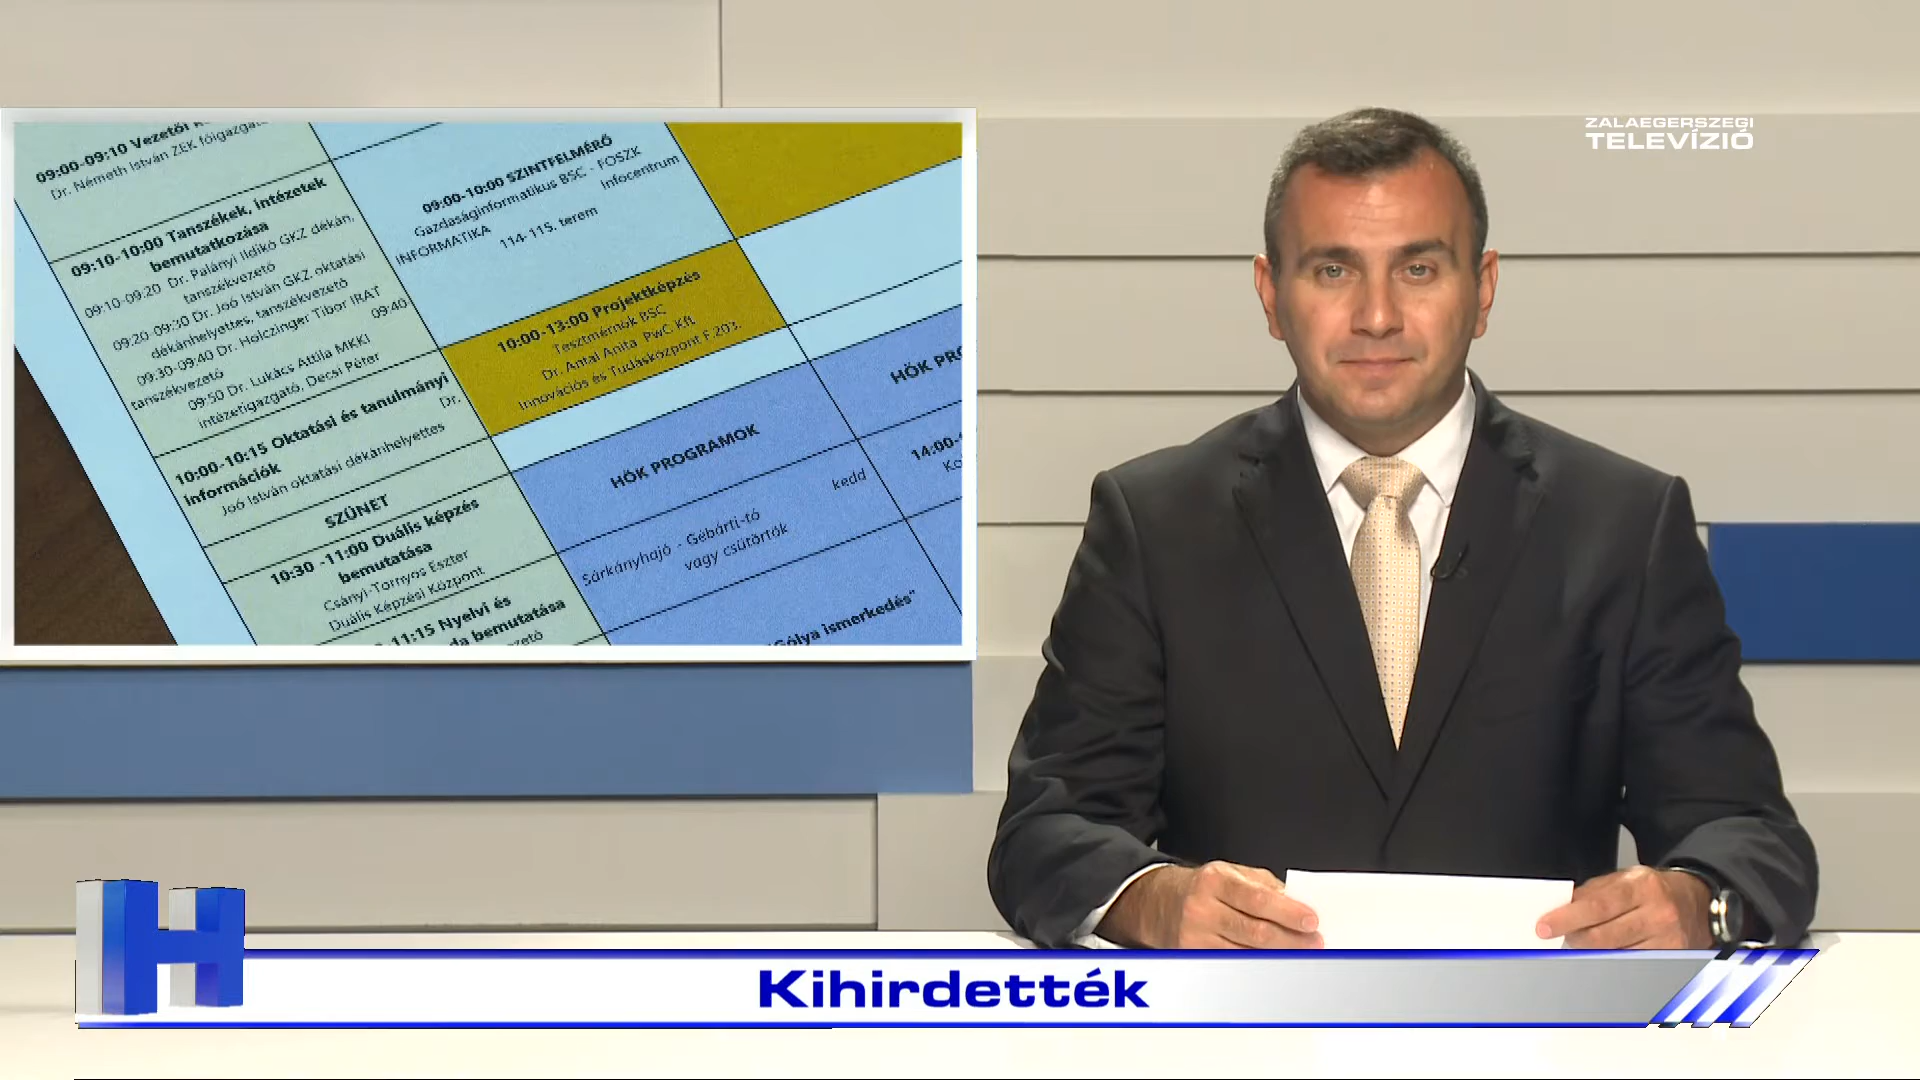 09:00-09:10 Vezetői
Dr. Németh István ZEK főigazgató
09:10-10:00 Tanszékek, intézetek
bemutatkozása
09:10-09:20 Dr. Palányi Ildikó GKZ dékán,
tanszékvezető
09:20-09:30 Dr. Joó István GKZ oktatási
dékánhelyettes, tanszékvezető
09:30-09:40 Dr. Holczinger Tibor IRAT
tanszékvezető 09:40
09:50 Dr. Lukács Attila MKKI
intézetigazgató, Decsi Péter
10:00-10:15 Oktatási és tanulmányi
információk Dr.
Joó István oktatási dékánhelyettes
SZÜNET
10:30 -11:00 Duális képzés
bemutatása
Csányi-Tornyos Eszter
Duális Képzési Központ
11:15 Nyelvi és
bemutatása
09:00-10:00 SZINTFELMÉRŐ
Gazdaságinformatikus BSC - FOSZK
INFORMATIKA Infocentrum
114-115. terem
10:00-13:00 Projektképzés
Tesztmérnök BSC
Dr. Antal Anita PwC Kft.
Innovációs és Tudásközpont F.203.
HÖK PROGRAMOK
HÖK
kedd
Sárkányhajó - Gébárti-tó
vagy csütörtök
14:00-
Gólya ismerkedés"
ZALAEGERSZEGI
TELEVÍZIÓ
H
Kihirdették